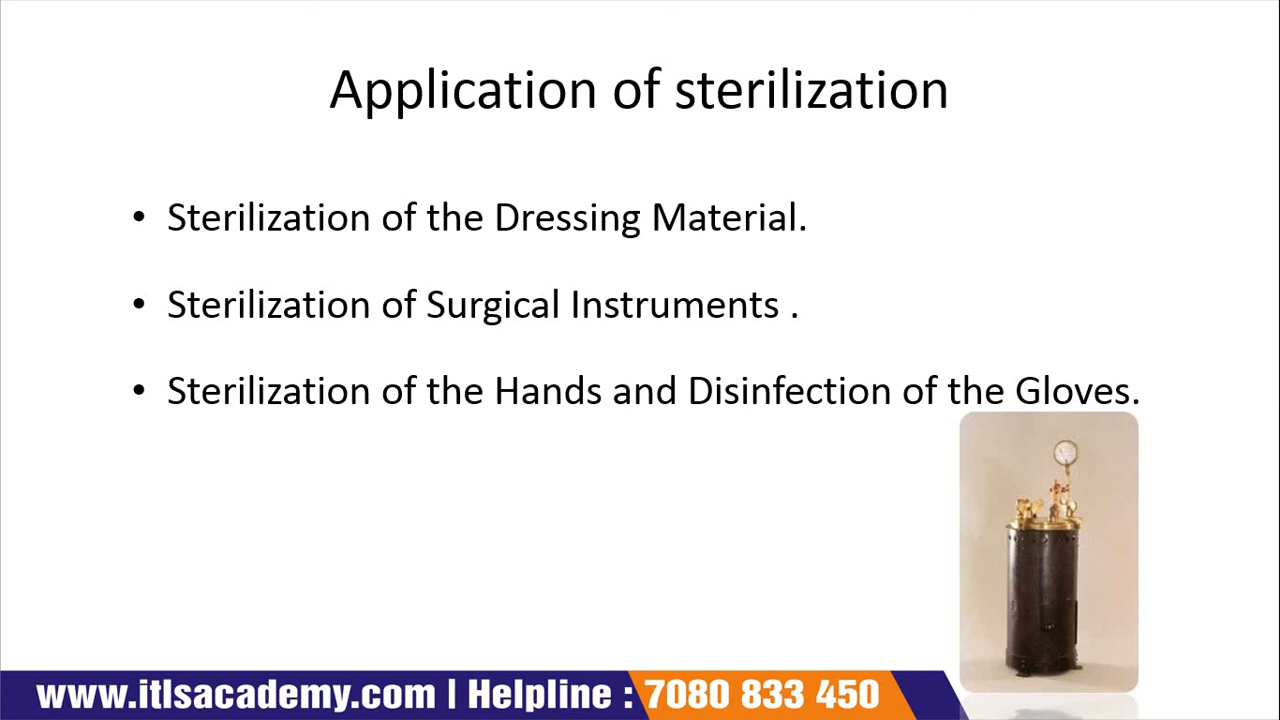 Application of sterilization
• Sterilization of the Dressing Material.
• Sterilization of Surgical Instruments .
• Sterilization of the Hands and Disinfection of the Gloves.
www.itlsacademy.com | Helpline : 7080 833 450